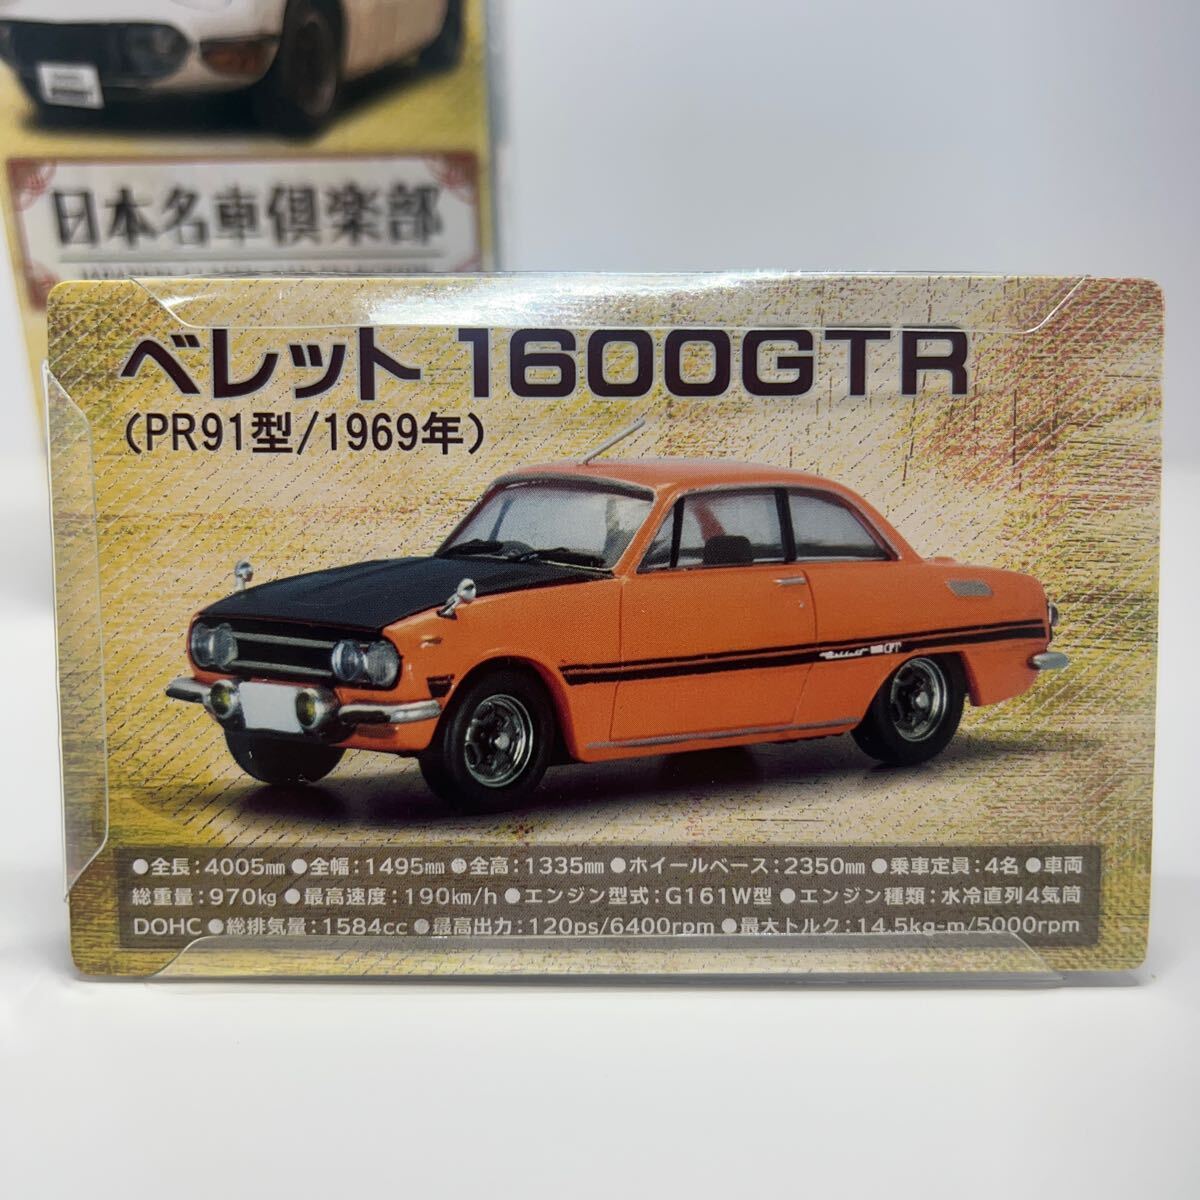 日本名車倶楽部
ベレット 1600GTR
(PR91型/1969年)
●全長:4005㎜ ●全幅:1495㎜ ●全高:1335㎜ ●ホイールベース:2350㎜ ●乗車定員:4名 ●車両
総重量:970㎏ ●最高速度:190㎞/h ●エンジン型式:G161W型 ●エンジン種類:水冷直列4気筒
DOHC ●総排気量:1584cc ●最高出力:120ps/6400rpm ●最大トルク:14.5kg-m/5000rpm